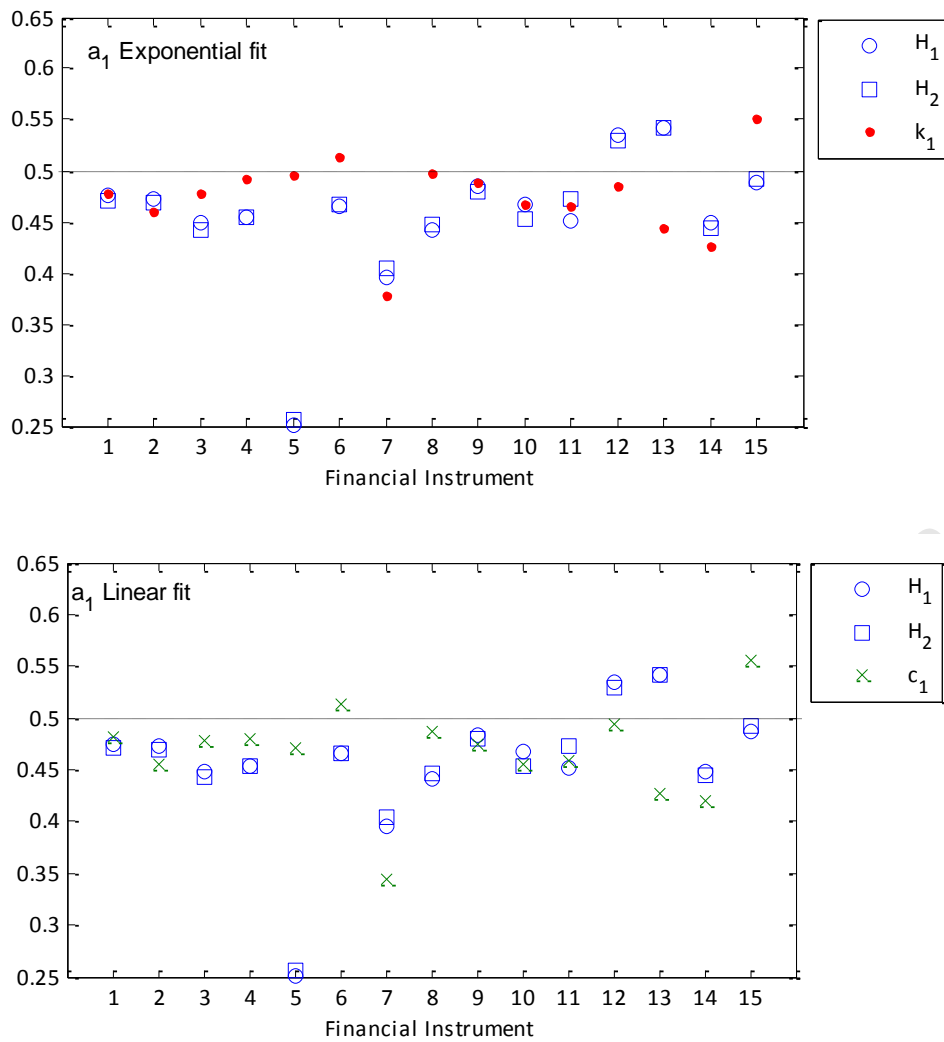 0.65
a1 Exponential fit
0.6
0.55
0.5
0.45
0.4
0.35
0.3
0.25
1 2 3 4 5 6 7 8 9 10 11 12 13 14 15
Financial Instrument
H1
H2
k1
0.65
a1 Linear fit
0.6
0.55
0.5
0.45
0.4
0.35
0.3
0.25
1 2 3 4 5 6 7 8 9 10 11 12 13 14 15
Financial Instrument
H1
H2
c1